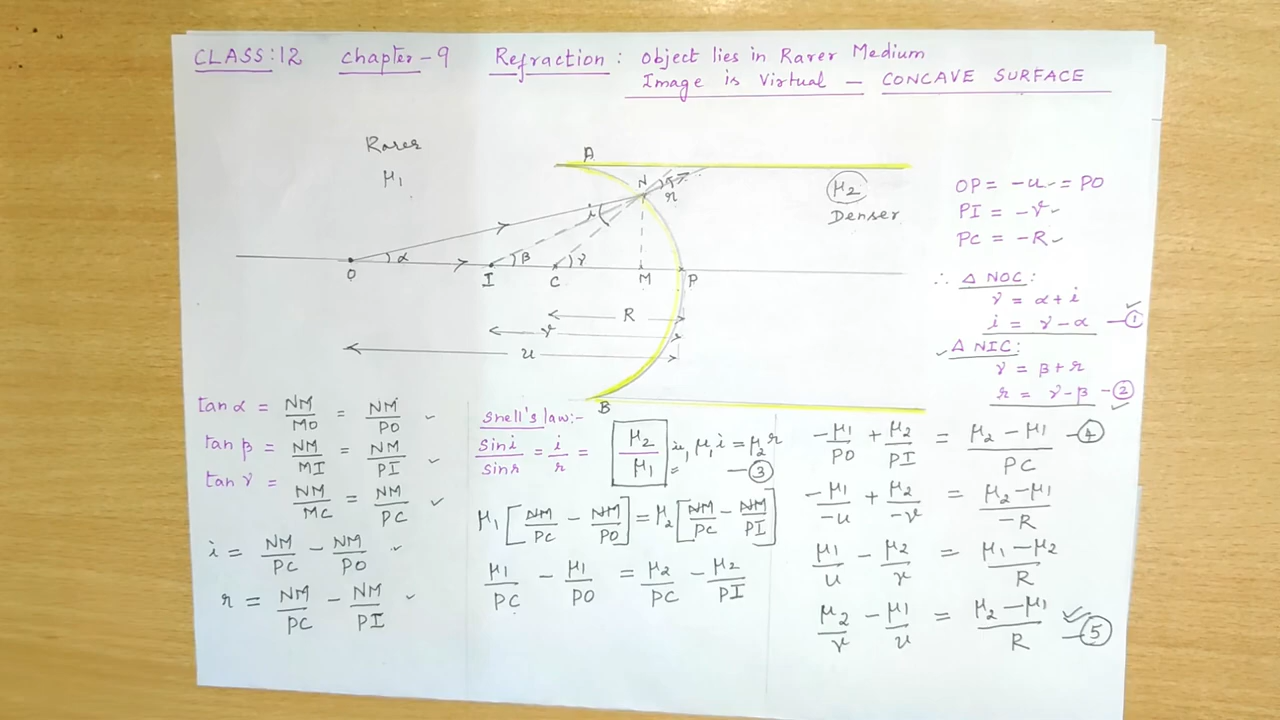 CLASS:12 Chapter-9 Refraction: Object lies in Rarer Medium
Image is Virtual — CONCAVE SURFACE
Rarer
μ1
A
N
r
i
μ2
Denser
O
α
I
β
C
γ
M
P
R
v
u
B
OP = -u = PO
PI = -v
PC = -R
∴ Δ NOC:
γ = α + i
i = γ - α —①
Δ NIC:
γ = β + r
r = γ - β —②
tan α = NM/MO = NM/PO
tan β = NM/MI = NM/PI
tan γ = NM/MC = NM/PC
i = NM/PC - NM/PO
r = NM/PC - NM/PI
Snell's law:-
Sin i/Sin r = i/r = μ2/μ1 ii, μ1 i = μ2 r —③
μ1 [NM/PC - NM/PO] = μ2 [NM/PC - NM/PI]
μ1/PC - μ1/PO = μ2/PC - μ2/PI
-μ1/PO + μ2/PI = μ2 - μ1/PC —④
-μ1/-u + μ2/-v = μ2 - μ1/-R
μ1/u - μ2/v = μ1 - μ2/R
μ2/v - μ1/u = μ2 - μ1/R —⑤